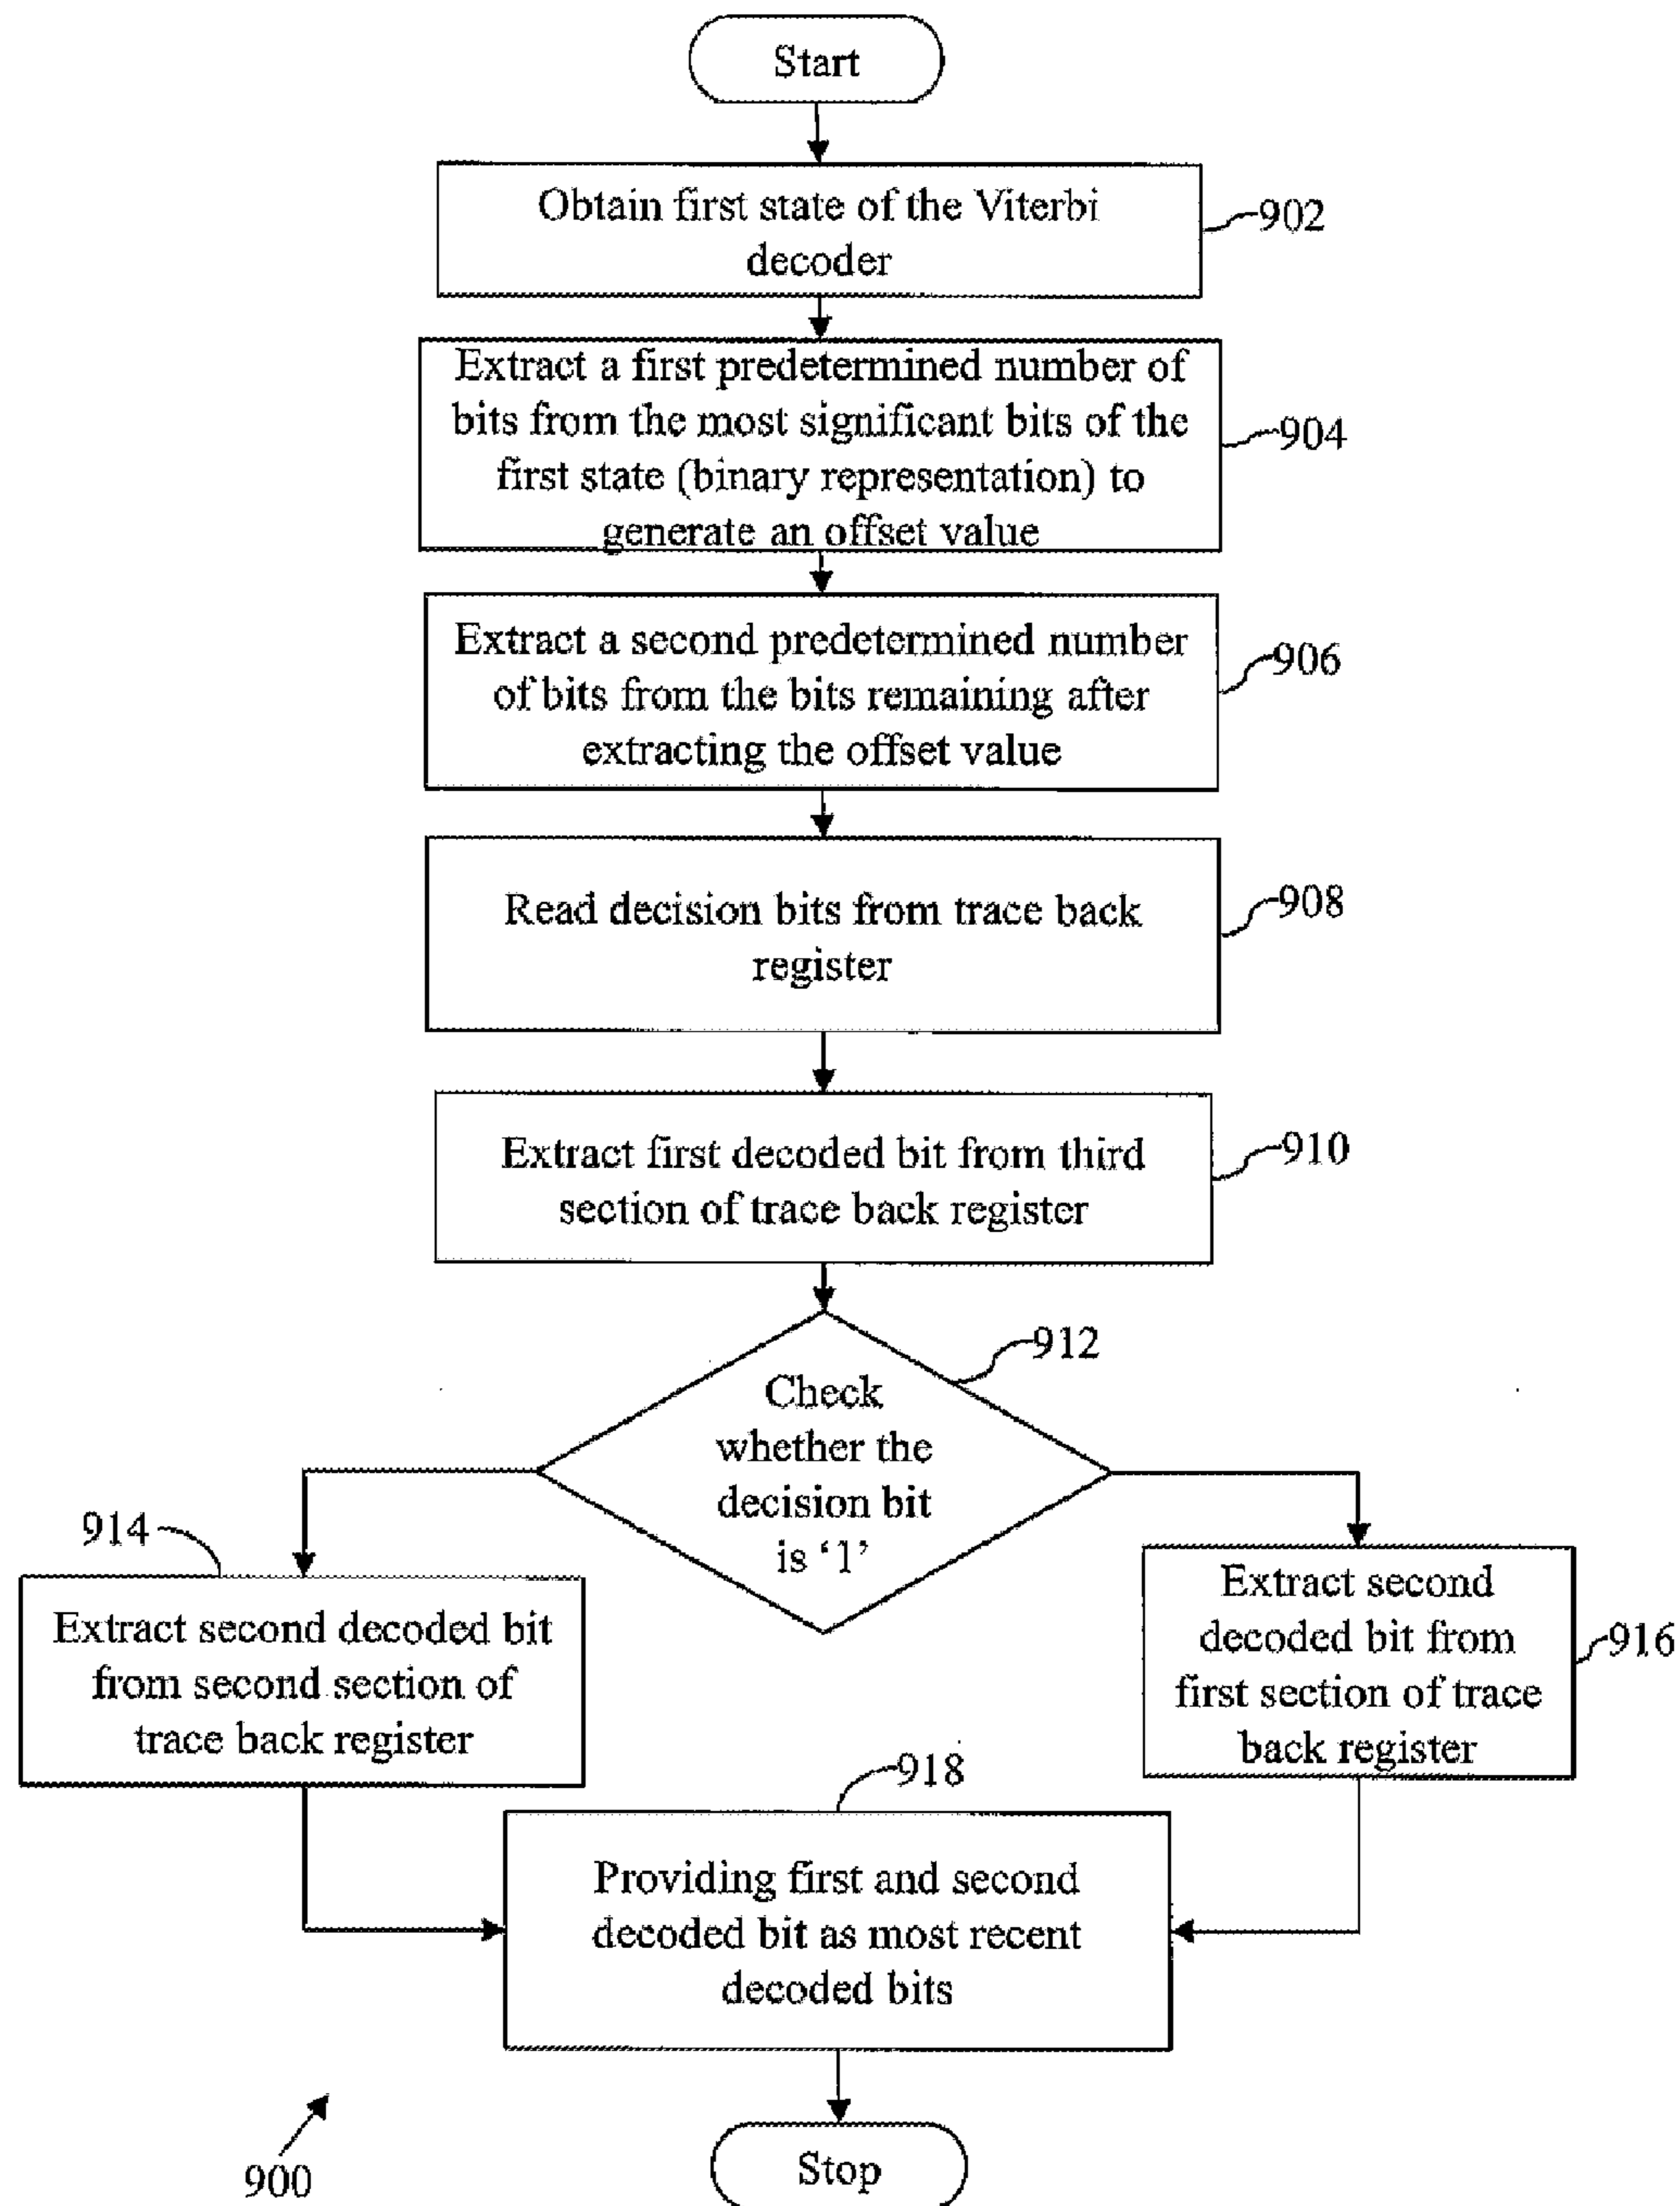 Start
Obtain first state of the Viterbi
decoder
902
Extract a first predetermined number of
bits from the most significant bits of the
first state (binary representation) to
generate an offset value
904
Extract a second predetermined number
of bits from the bits remaining after
extracting the offset value
906
Read decision bits from trace back
register
908
Extract first decoded bit from third
section of trace back register
910
Check
whether the
decision bit
is ‘1’
912
914
Extract second decoded bit
from second section of
trace back register
Extract second
decoded bit from
first section of trace
back register
916
918
Providing first and second
decoded bit as most recent
decoded bits
Stop
900